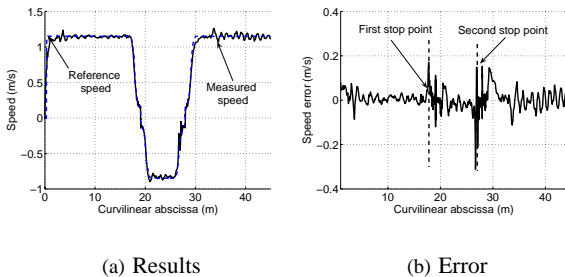 1.5
1
0.5
0
−0.5
−1
Speed (m/s)
Reference
speed
Measured
speed
0 10 20 30 40
Curvilinear abscissa (m)
(a) Results
First stop point
Second stop point
0.4
0.2
0
−0.2
−0.4
Speed error (m/s)
10 20 30 40
Curvilinear abscissa (m)
(b) Error